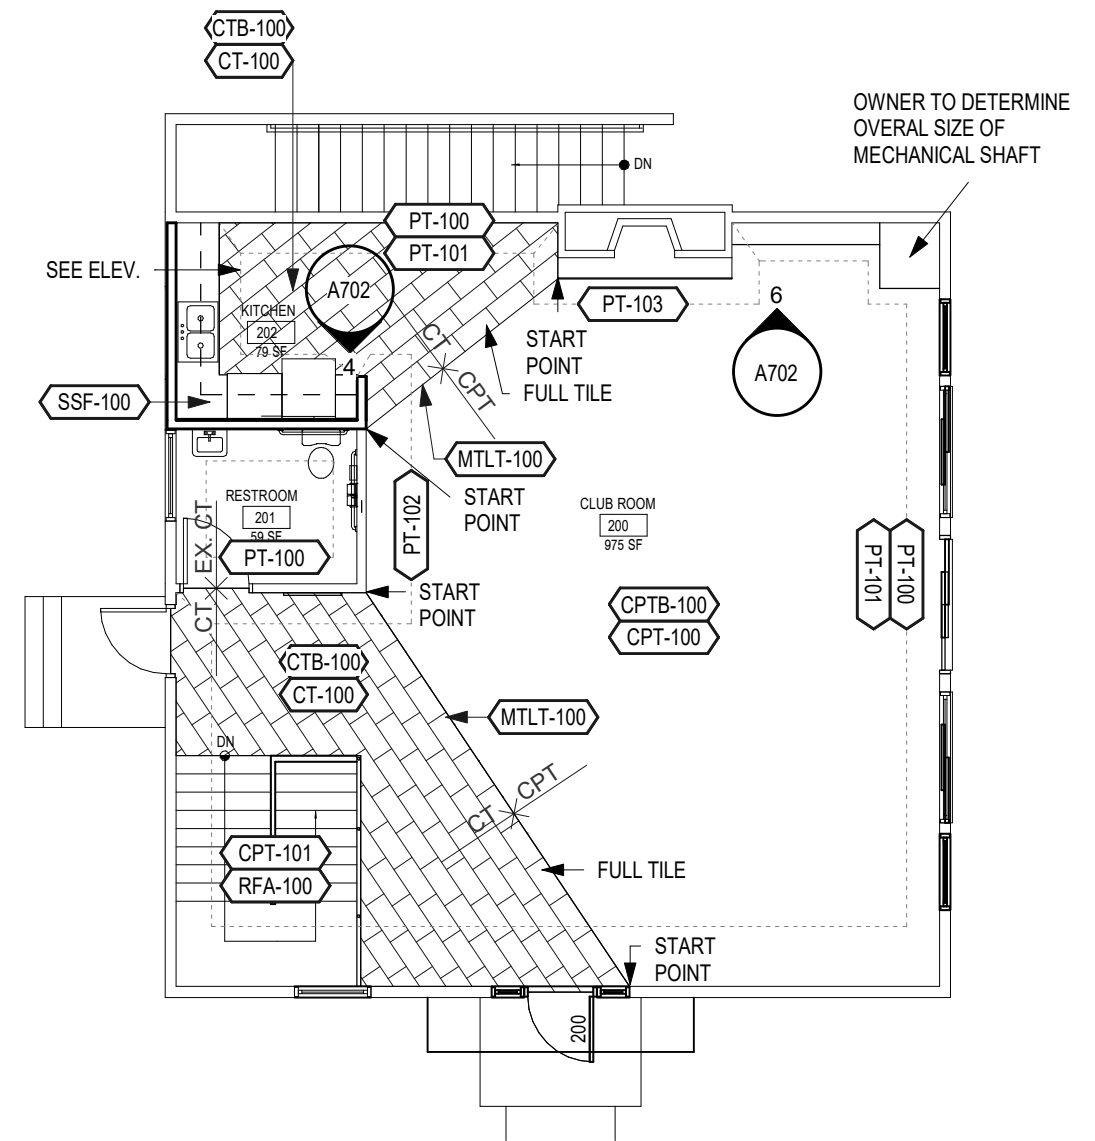 CTB-100
CT-100
OWNER TO DETERMINE
OVERAL SIZE OF
MECHANICAL SHAFT
DN
PT-100
PT-101
SEE ELEV.
A702
KITCHEN
202
79 SF
4
CT
CPT
START
POINT
FULL TILE
PT-103
6
A702
SSF-100
MTLT-100
START
POINT
RESTROOM
201
59 SF
EX. CT
CT
PT-100
PT-102
CLUB ROOM
200
975 SF
PT-101
PT-100
START
POINT
CPTB-100
CPT-100
CTB-100
CT-100
MTLT-100
DN
CT
CPT
CPT-101
RFA-100
FULL TILE
START
POINT
200